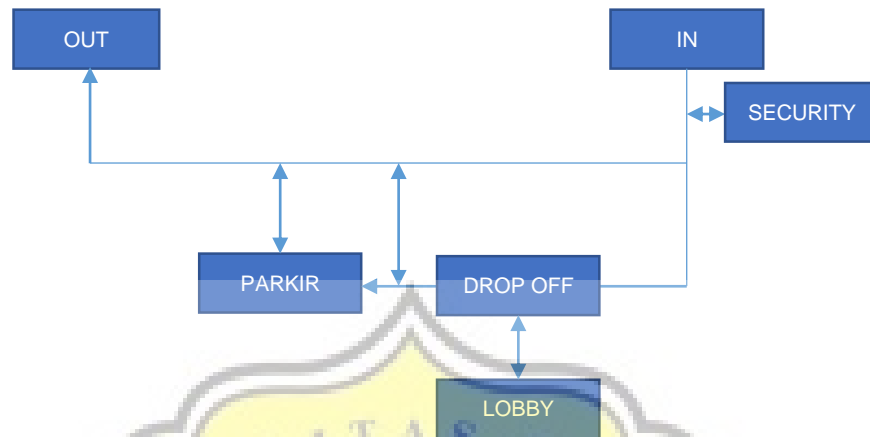 OUT
IN
SECURITY
PARKIR
DROP OFF
LOBBY
I T A S